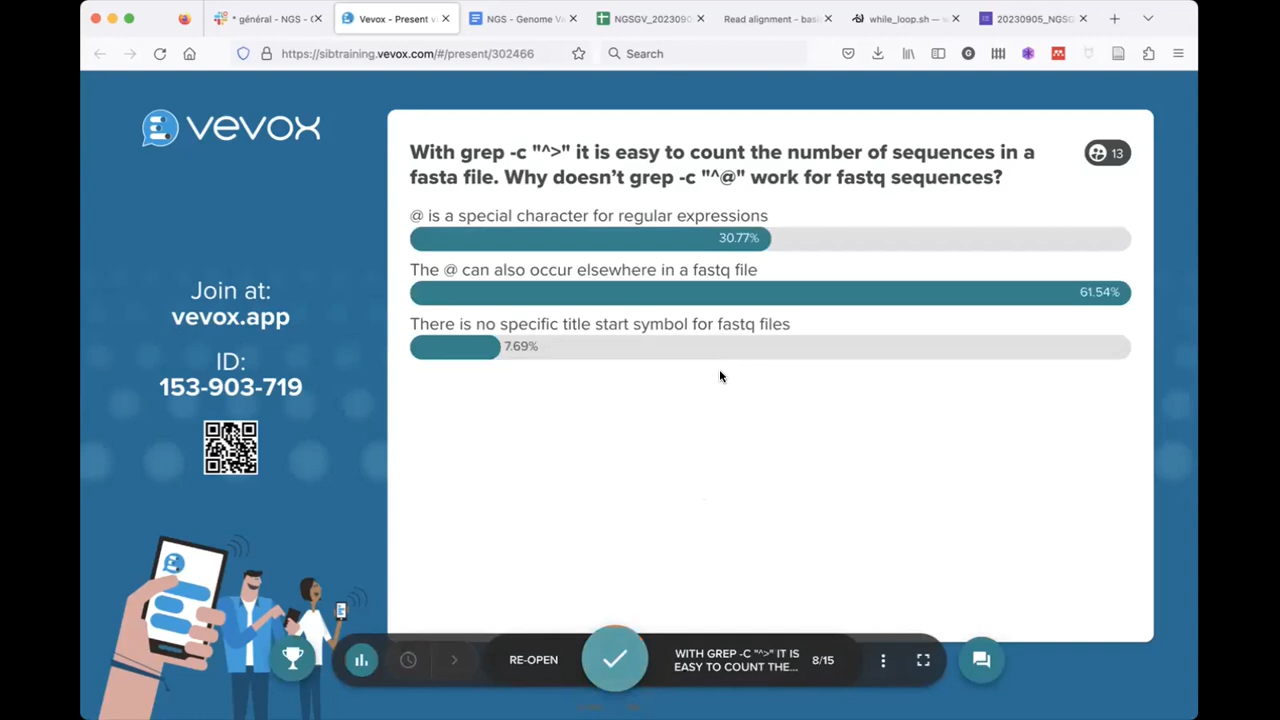 * général - NGS - (
Vevox - Present v
NGS - Genome Va
NGSGV_2023090
Read alignment - basi
while_loop.sh —
20230905_NGSG
https://sibtraining.vevox.com/#/present/302466
Search
vevox
With grep -c "^>" it is easy to count the number of sequences in a
fasta file. Why doesn't grep -c "^@" work for fastq sequences?
13
@ is a special character for regular expressions
30.77%
The @ can also occur elsewhere in a fastq file
61.54%
There is no specific title start symbol for fastq files
7.69%
Join at:
vevox.app
ID:
153-903-719
RE-OPEN
WITH GREP -C "^>" IT IS
EASY TO COUNT THE...
8/15